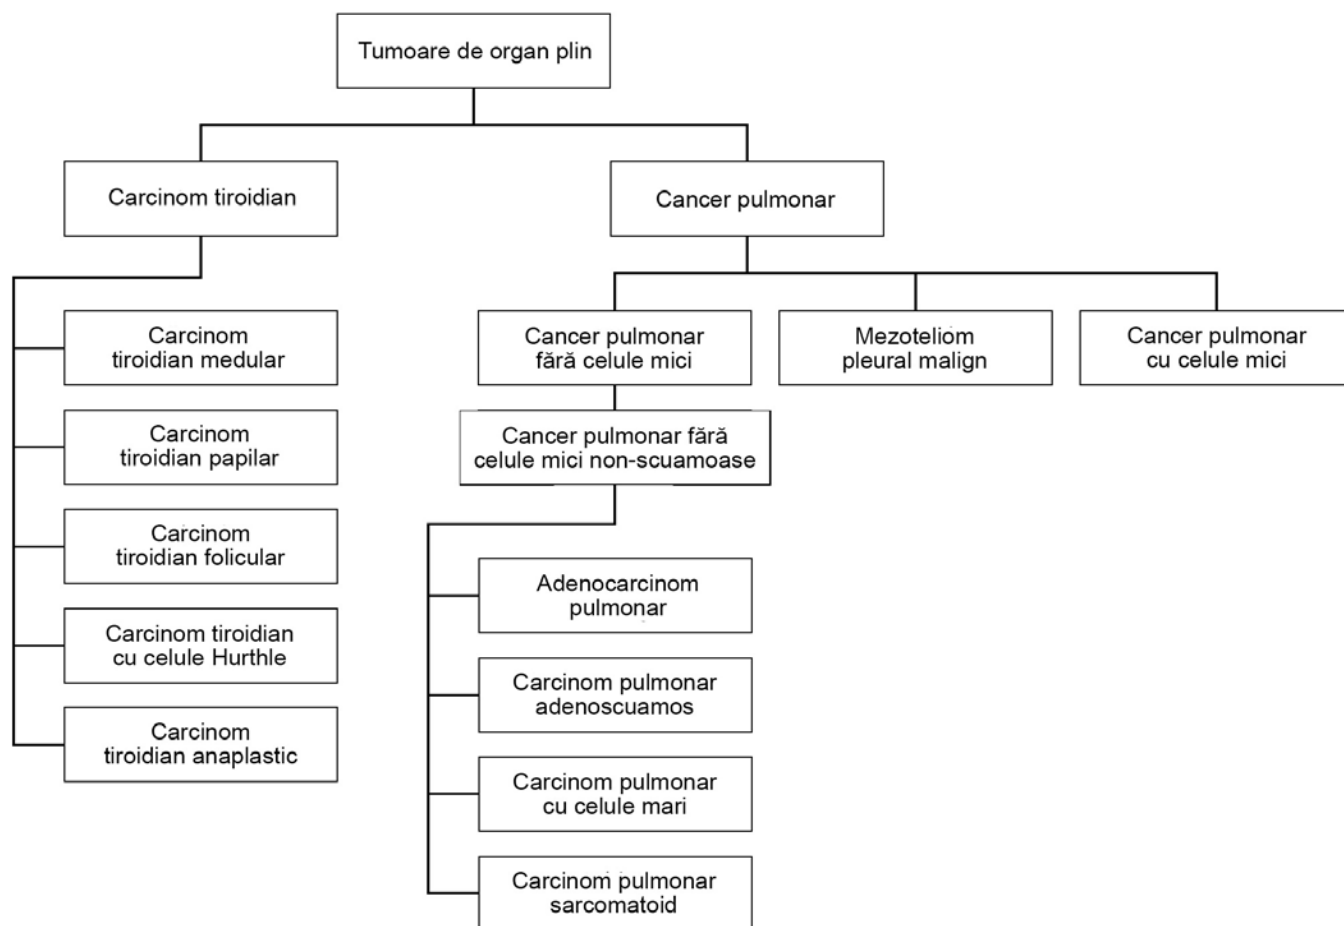 Tumoare de organ plin
Carcinom tiroidian
Cancer pulmonar
Carcinom
tiroidian medular
Carcinom
tiroidian papilar
Carcinom
tiroidian folicular
Carcinom tiroidian
cu celule Hurthle
Carcinom
tiroidian anaplastic
Cancer pulmonar
fără celule mici
Mezoteliom
pleural malign
Cancer pulmonar
cu celule mici
Cancer pulmonar fără
celule mici non-scuamoase
Adenocarcinom
pulmonar
Carcinom pulmonar
adenoscuamos
Carcinom pulmonar
cu celule mari
Carcinom pulmonar
sarcomatoid